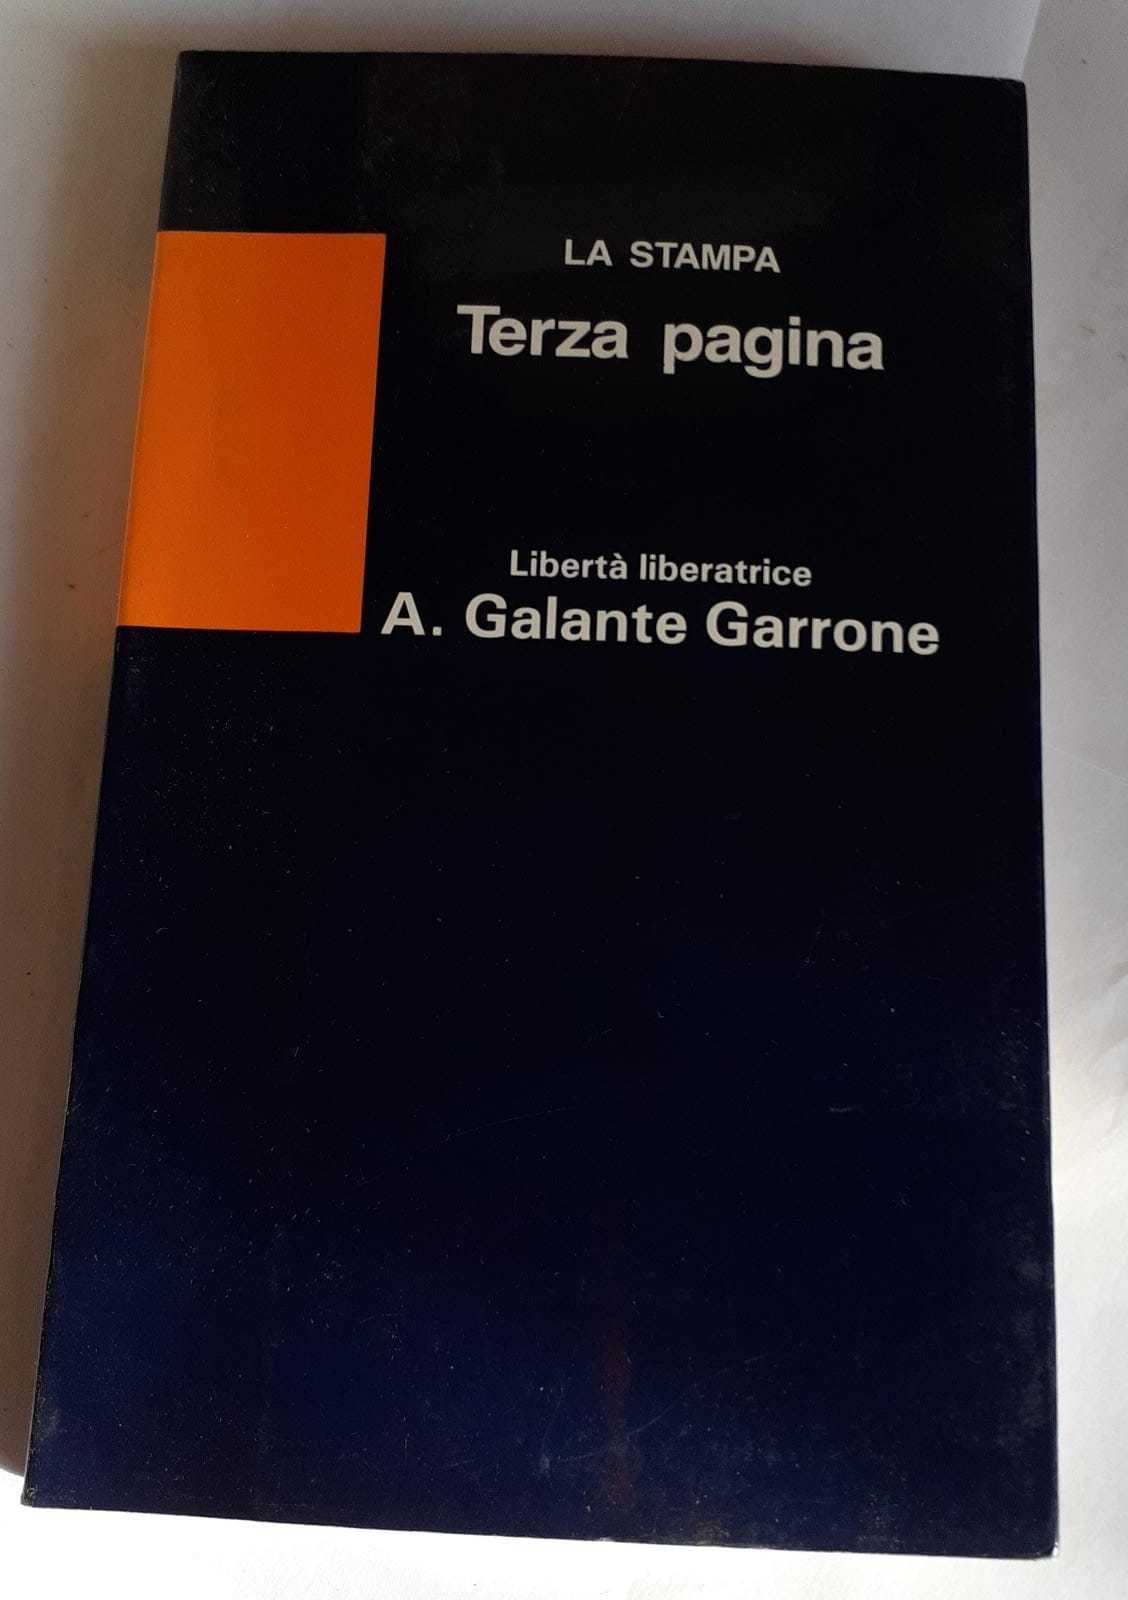 LA STAMPA
Terza pagina
Libertà liberatrice
A. Galante Garrone